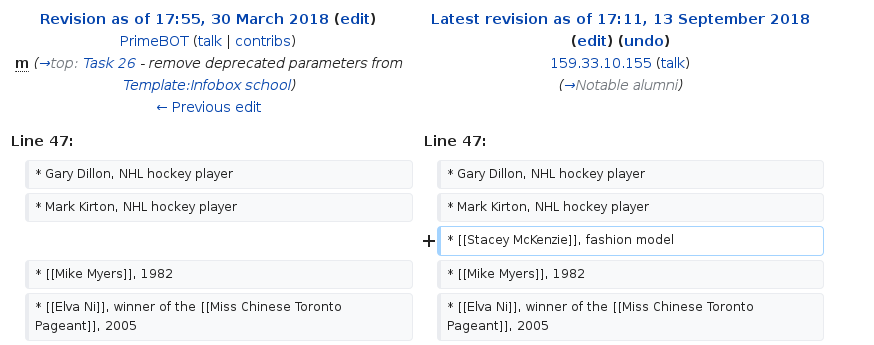 Revision as of 17:55, 30 March 2018 (edit)
PrimeBOT (talk | contribs)
m (→top: Task 26 - remove deprecated parameters from
Template:Infobox school)
← Previous edit
Latest revision as of 17:11, 13 September 2018
(edit) (undo)
159.33.10.155 (talk)
(→Notable alumni)
Line 47:
Line 47:
* Gary Dillon, NHL hockey player
* Gary Dillon, NHL hockey player
* Mark Kirton, NHL hockey player
* Mark Kirton, NHL hockey player
+ * [[Stacey McKenzie]], fashion model
* [[Mike Myers]], 1982
* [[Mike Myers]], 1982
* [[Elva Ni]], winner of the [[Miss Chinese Toronto
Pageant]], 2005
* [[Elva Ni]], winner of the [[Miss Chinese Toronto
Pageant]], 2005